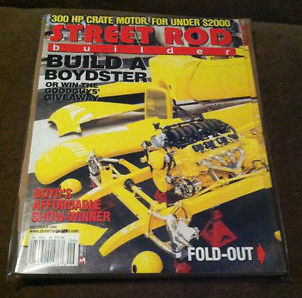 300 HP CRATE MOTOR, FOR UNDER $2000
STREET ROD
builder
BUILD A
BOYDSTER
OR WIN THE
GOODGUYS'
GIVEAWAY
BOYD'S
AFFORDABLE
SHOW-WINNER
FOLD-OUT